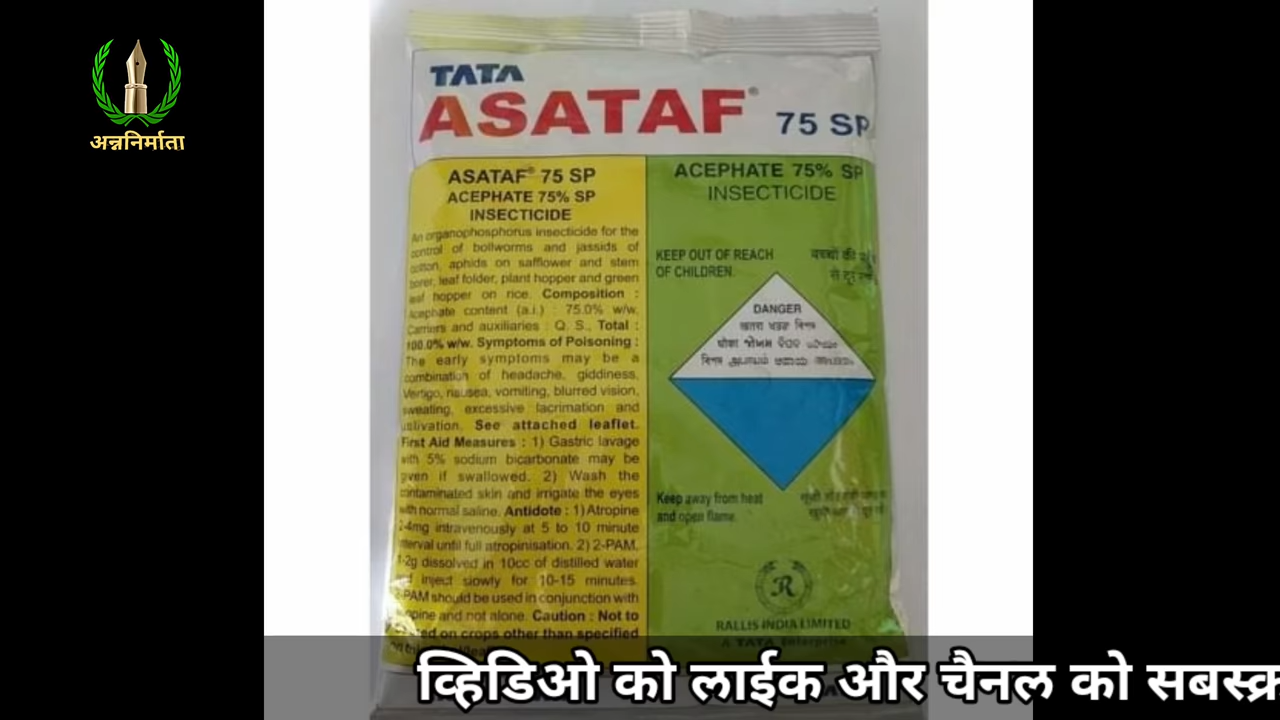 अन्ननिर्माता
TATA
ASATAF® 75 SP
ASATAF® 75 SP
ACEPHATE 75% SP
INSECTICIDE
An organophosphorus insecticide for the
control of bollworms and jassids of
cotton, aphids on safflower and stem
borer, leaf folder, plant hopper and green
leaf hopper on rice. Composition :
Acephate content (a.i.) : 75.0% w/w,
Carriers and auxiliaries : Q. S., Total :
100.0% w/w. Symptoms of Poisoning :
The early symptoms may be a
combination of headache, giddiness,
Vertigo, nausea, vomiting, blurred vision,
sweating, excessive lacrimation and
salivation. See attached leaflet.
First Aid Measures : 1) Gastric lavage
with 5% sodium bicarbonate may be
given if swallowed. 2) Wash the
contaminated skin and irrigate the eyes
with normal saline. Antidote : 1) Atropine
2-4mg intravenously at 5 to 10 minute
interval until full atropinisation. 2) 2-PAM.
1-2g dissolved in 10cc of distilled water
inject slowly for 10-15 minutes.
PAM should be used in conjunction with
and not alone. Caution : Not to
on crops other than specified
ACEPHATE 75% SP
INSECTICIDE
KEEP OUT OF REACH
OF CHILDREN.
बच्चों की
से दूर
DANGER
Keep away from heat
and open flame.
R
RALLIS INDIA LIMITED
A TATA Enterprise
व्हिडिओ को लाईक और चैनल को सबस्क्र